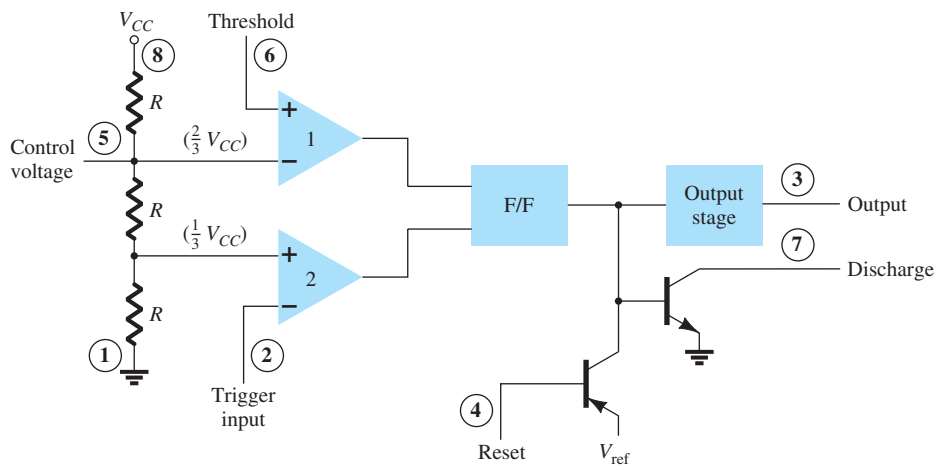 V_CC
Threshold
8
6
R
+
5
(2/3 V_CC)
1
Control
voltage
−
3
F/F
Output
stage
Output
R
7
(1/3 V_CC)
+
Discharge
2
−
R
1
2
Trigger
input
4
Reset
V_ref